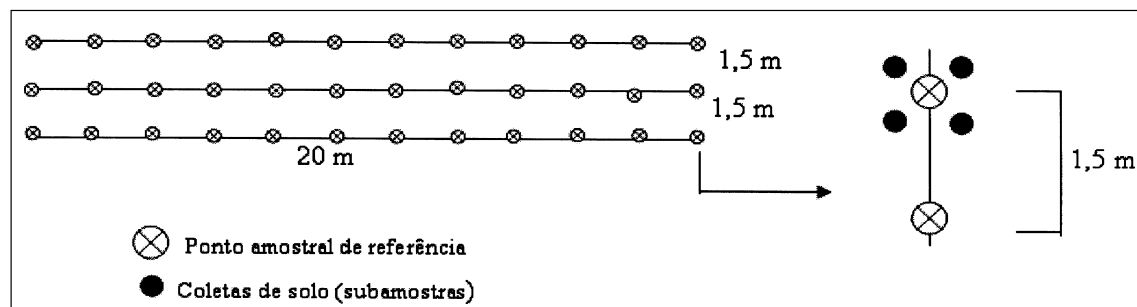 1,5 m
1,5 m
20 m
1,5 m
Ponto amostral de referência
Coletas de solo (subamostras)